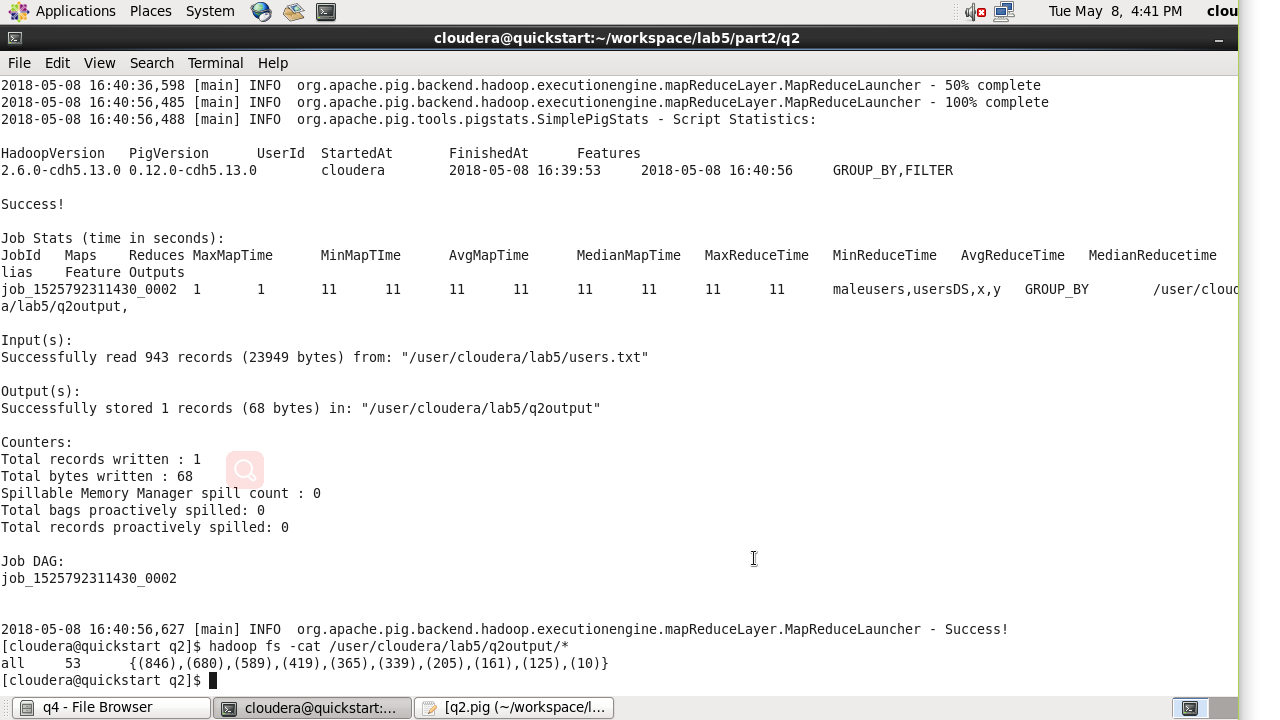 Applications Places System Tue May 8, 4:41 PM clou
cloudera@quickstart:~/workspace/lab5/part2/q2
File Edit View Search Terminal Help
2018-05-08 16:40:36,598 [main] INFO  org.apache.pig.backend.hadoop.executionengine.mapReduceLayer.MapReduceLauncher - 50% complete
2018-05-08 16:40:56,485 [main] INFO  org.apache.pig.backend.hadoop.executionengine.mapReduceLayer.MapReduceLauncher - 100% complete
2018-05-08 16:40:56,488 [main] INFO  org.apache.pig.tools.pigstats.SimplePigStats - Script Statistics:
HadoopVersion PigVersion UserId StartedAt FinishedAt Features
2.6.0-cdh5.13.0 0.12.0-cdh5.13.0 cloudera 2018-05-08 16:39:53 2018-05-08 16:40:56 GROUP_BY,FILTER
Success!
Job Stats (time in seconds):
JobId Maps Reduces MaxMapTime MinMapTIme AvgMapTime MedianMapTime MaxReduceTime MinReduceTime AvgReduceTime MedianReducetime
lias Feature Outputs
job_1525792311430_0002 1 1 11 11 11 11 11 11 11 11 maleusers,usersDS,x,y GROUP_BY /user/cloud
a/lab5/q2output,
Input(s):
Successfully read 943 records (23949 bytes) from: "/user/cloudera/lab5/users.txt"
Output(s):
Successfully stored 1 records (68 bytes) in: "/user/cloudera/lab5/q2output"
Counters:
Total records written : 1
Total bytes written : 68
Spillable Memory Manager spill count : 0
Total bags proactively spilled: 0
Total records proactively spilled: 0
Job DAG:
job_1525792311430_0002
2018-05-08 16:40:56,627 [main] INFO  org.apache.pig.backend.hadoop.executionengine.mapReduceLayer.MapReduceLauncher - Success!
[cloudera@quickstart q2]$ hadoop fs -cat /user/cloudera/lab5/q2output/*
all 53 {(846),(680),(589),(419),(365),(339),(205),(161),(125),(10)}
[cloudera@quickstart q2]$
q4 - File Browser cloudera@quickstart:... [q2.pig (~/workspace/l...